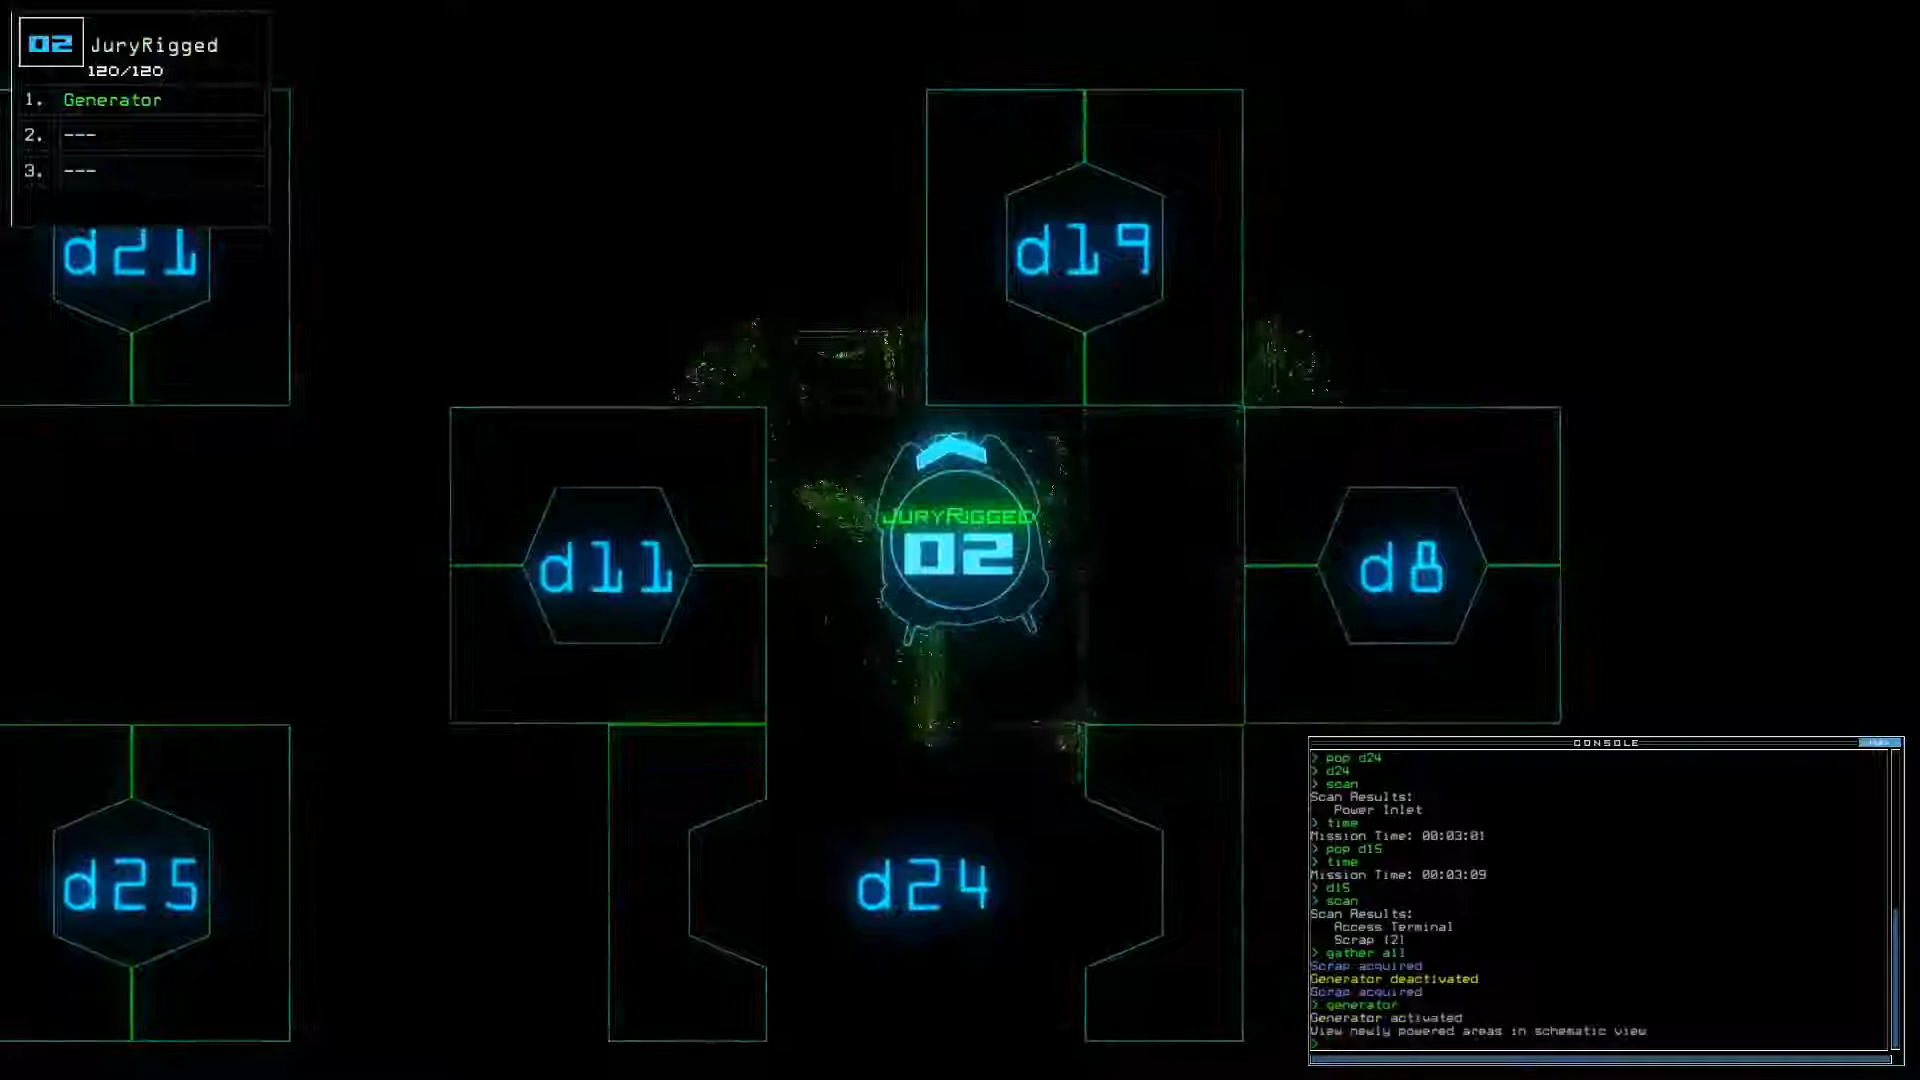 02 JuryRigged
120/120
1. Generator
2. ---
3. ---
d21
d19
JURYRIGGED
02
d11
d8
d25
d24
CONSOLE
> pop d24
> d24
> scan
Scan Results:
Power Inlet
> time
Mission Time: 00:03:01
> pop d15
> time
Mission Time: 00:03:09
> d15
> scan
Scan Results:
Access Terminal
Scrap (2)
> gather all
Scrap acquired
Generator deactivated
Scrap acquired
> generator
Generator activated
View newly powered areas in schematic view
>